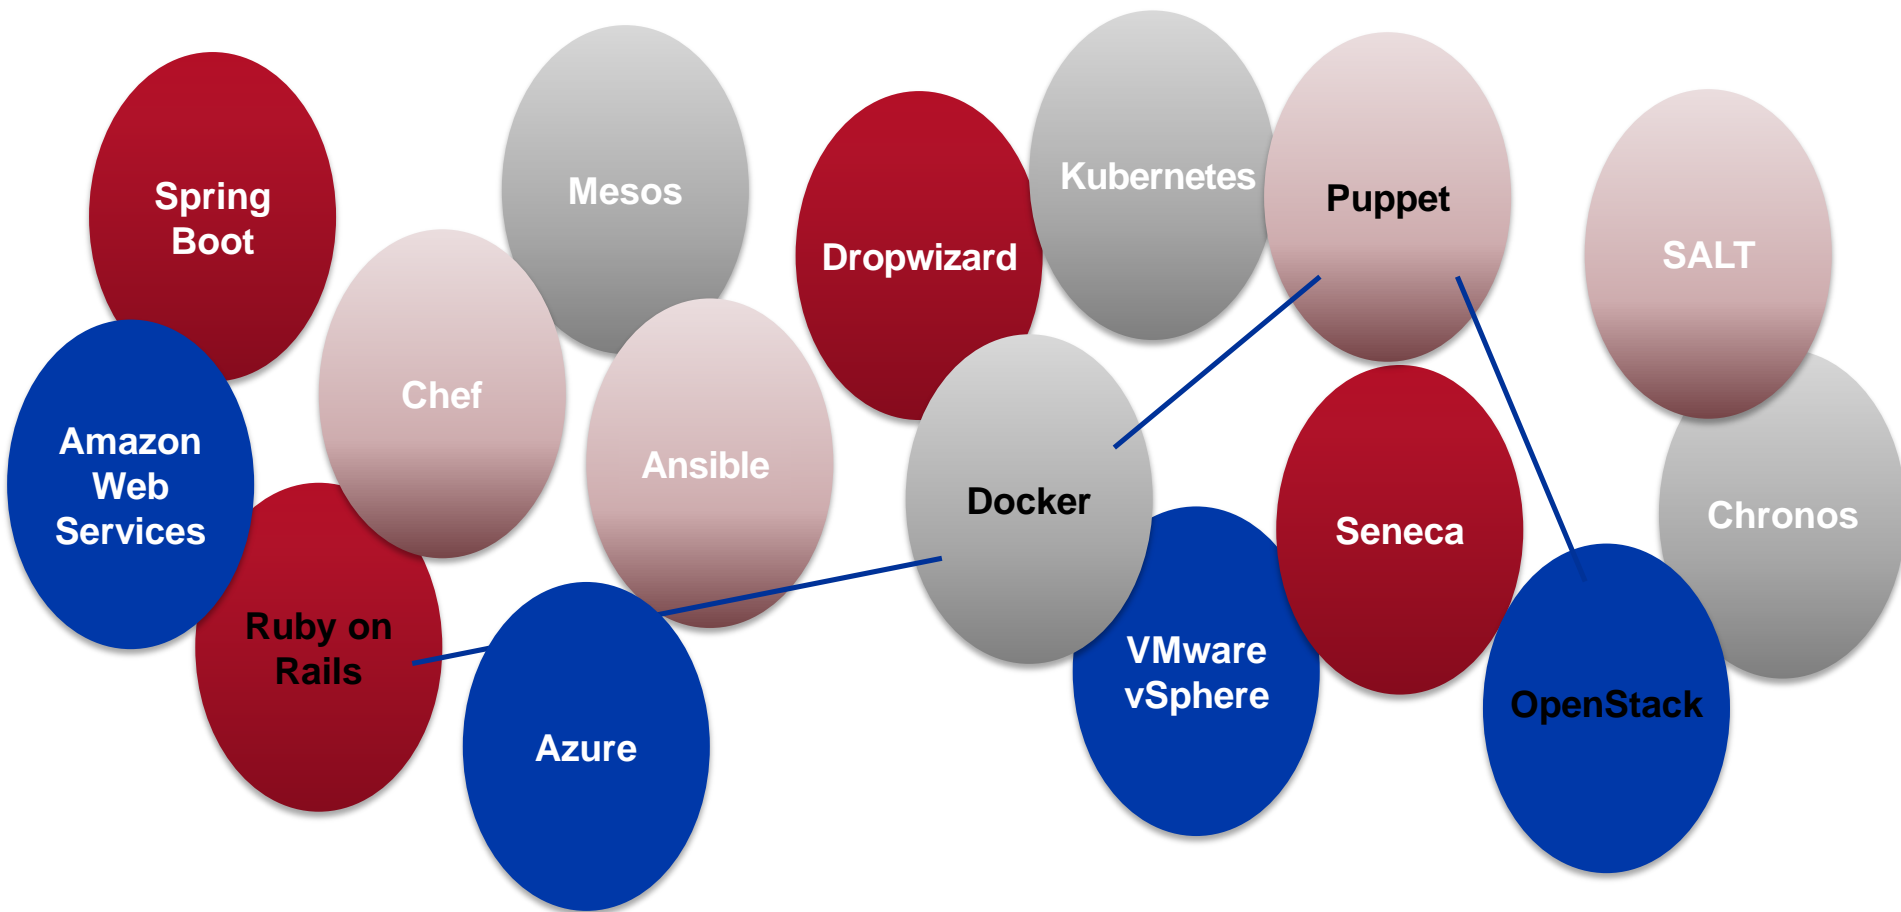 Spring
Boot
Mesos
Dropwizard
Kubernetes
Puppet
SALT
Chef
Amazon
Web
Services
Ansible
Docker
Seneca
Chronos
Ruby on
Rails
Azure
VMware
vSphere
OpenStack